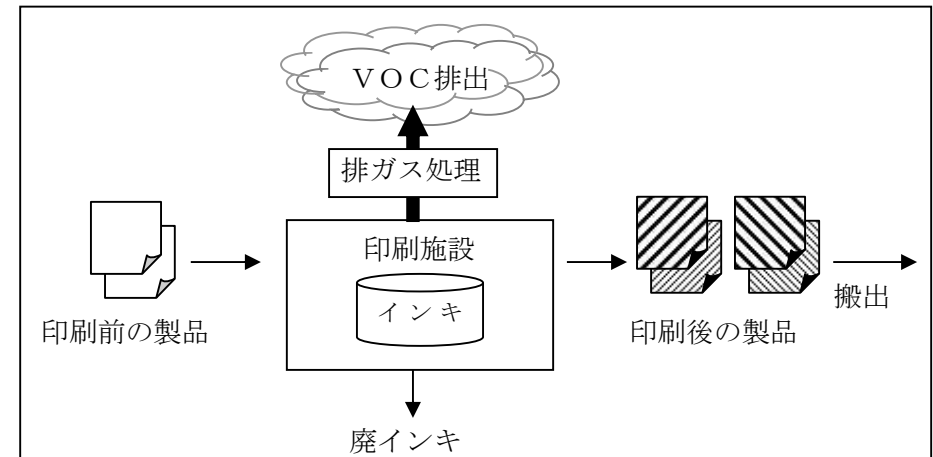 ＶＯＣ排出
排ガス処理
印刷施設
インキ
印刷前の製品
印刷後の製品
搬出
廃インキ